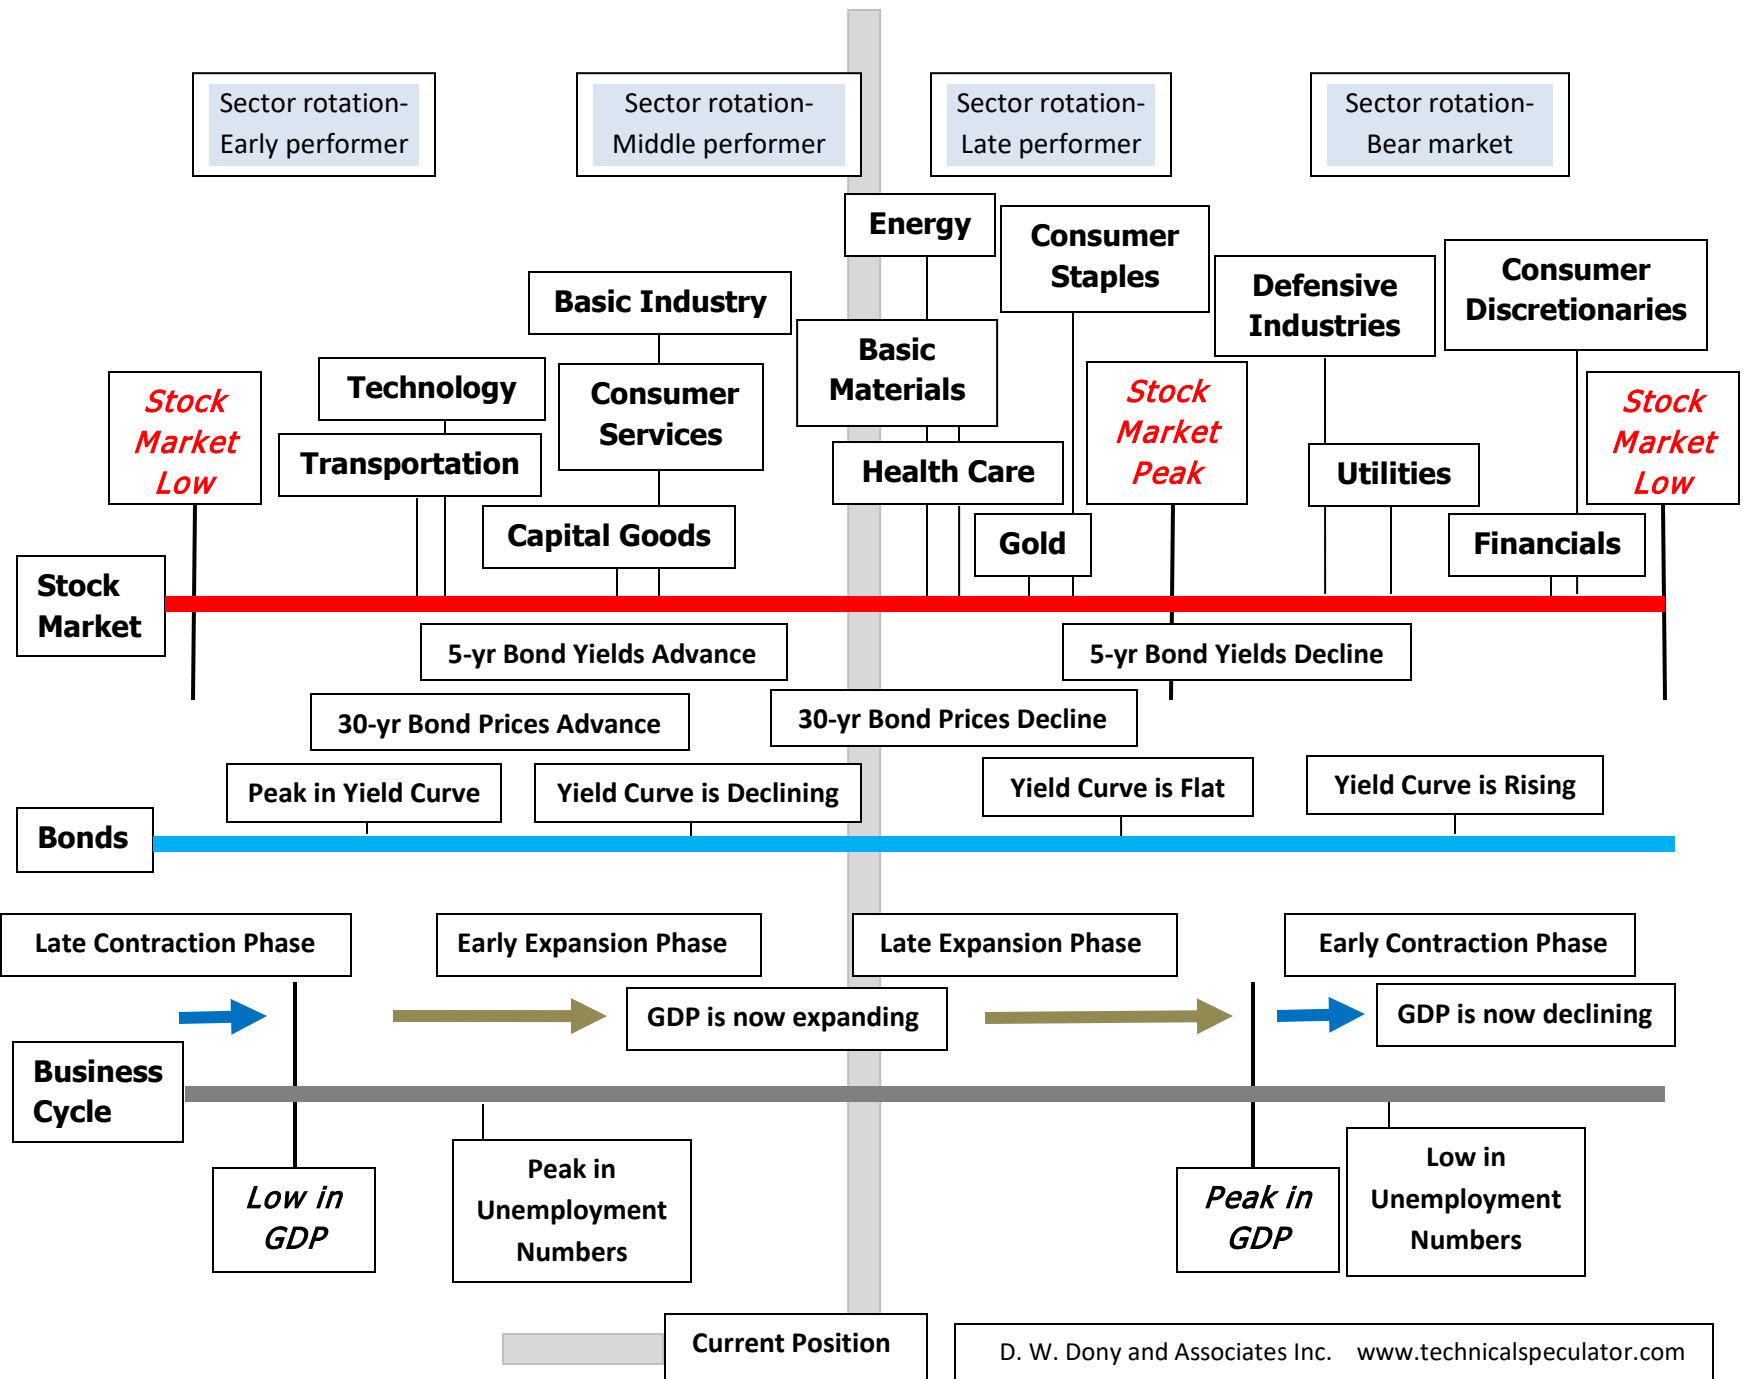 Sector rotation-
Early performer
Sector rotation-
Middle performer
Sector rotation-
Late performer
Sector rotation-
Bear market
Energy
Consumer
Staples
Basic Industry
Defensive
Industries
Consumer
Discretionaries
Basic
Materials
Technology
Consumer
Services
Stock
Market
Low
Transportation
Stock
Market
Peak
Stock
Market
Low
Health Care
Utilities
Capital Goods
Gold
Financials
Stock
Market
5-yr Bond Yields Advance
5-yr Bond Yields Decline
30-yr Bond Prices Advance
30-yr Bond Prices Decline
Peak in Yield Curve
Yield Curve is Declining
Yield Curve is Flat
Yield Curve is Rising
Bonds
Late Contraction Phase
Early Expansion Phase
Late Expansion Phase
Early Contraction Phase
GDP is now expanding
GDP is now declining
Business
Cycle
Low in
GDP
Peak in
Unemployment
Numbers
Peak in
GDP
Low in
Unemployment
Numbers
Current Position
D. W. Dony and Associates Inc. www.technicalspeculator.com